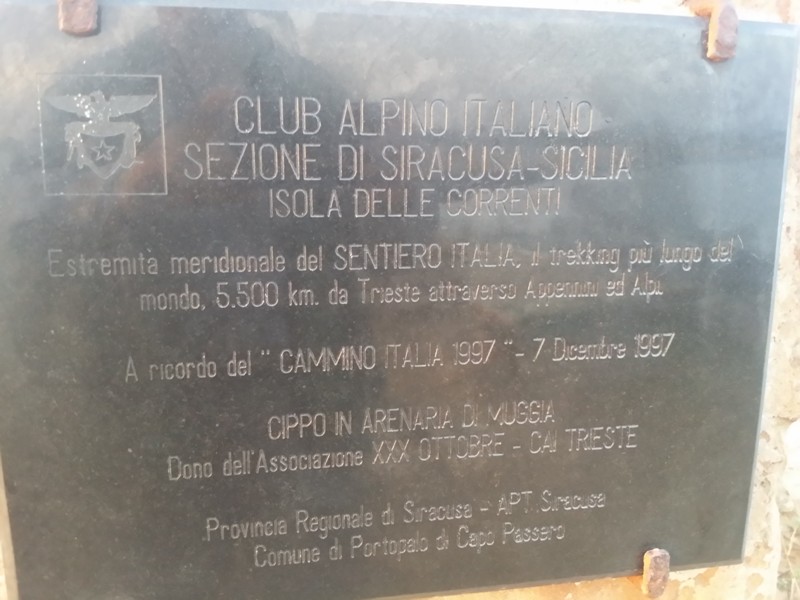 CLUB ALPINO ITALIANO
SEZIONE DI SIRACUSA-SICILIA
ISOLA DELLE CORRENTI
Estremità meridionale del SENTIERO ITALIA, il trekking più lungo del
mondo, 5.500 km. da Trieste attraverso Appennini ed Alpi.
A ricordo del " CAMMINO ITALIA 1997 " - 7 Dicembre 1997
CIPPO IN ARENARIA DI MUGGIA
Dono dell'Associazione XXX OTTOBRE - CAI TRIESTE
Provincia Regionale di Siracusa - APT Siracusa
Comune di Portopalo di Capo Passero